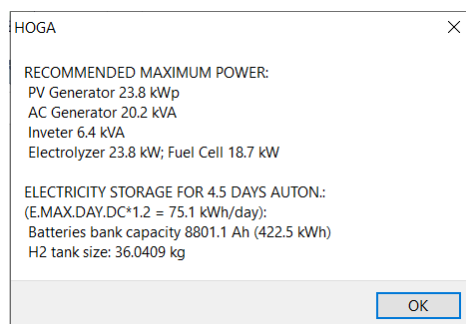 HOGA
RECOMMENDED MAXIMUM POWER:
PV Generator 23.8 kWp
AC Generator 20.2 kVA
Inveter 6.4 kVA
Electrolyzer 23.8 kW; Fuel Cell 18.7 kW
ELECTRICITY STORAGE FOR 4.5 DAYS AUTON.:
(E.MAX.DAY.DC*1.2 = 75.1 kWh/day):
Batteries bank capacity 8801.1 Ah (422.5 kWh)
H2 tank size: 36.0409 kg
OK